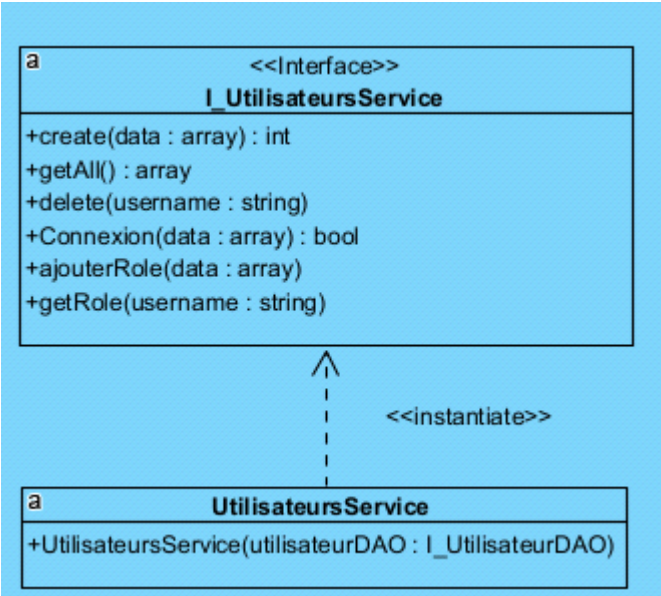 a
<<Interface>>
I_UtilisateursService
+create(data : array) : int
+getAll() : array
+delete(username : string)
+Connexion(data : array) : bool
+ajouterRole(data : array)
+getRole(username : string)
<<instantiate>>
a
UtilisateursService
+UtilisateursService(utilisateurDAO : I_UtilisateurDAO)